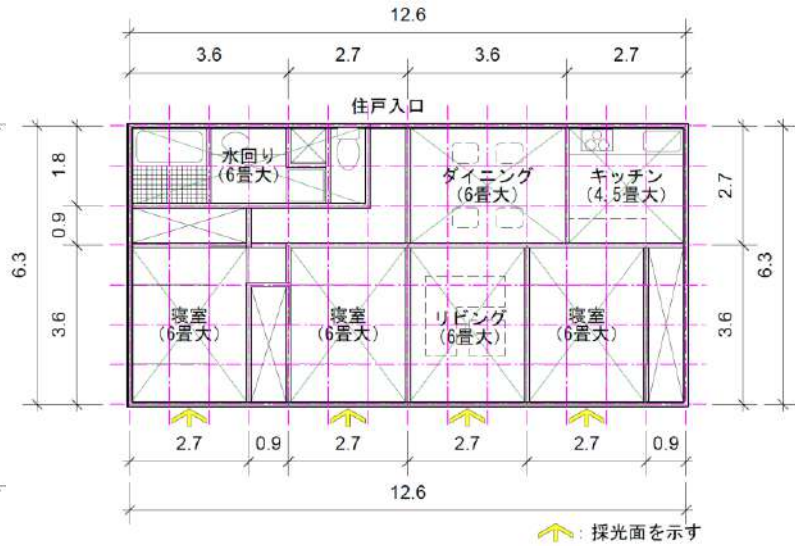 12.6
3.6 2.7 3.6 2.7
住戸入口
水回り
(6畳大)
ダイニング
(6畳大)
キッチン
(4.5畳大)
1.8
0.9
3.6
6.3
2.7
3.6
6.3
寝室
(6畳大)
寝室
(6畳大)
リビング
(6畳大)
寝室
(6畳大)
2.7 0.9 2.7 2.7 2.7 0.9
12.6
：採光面を示す